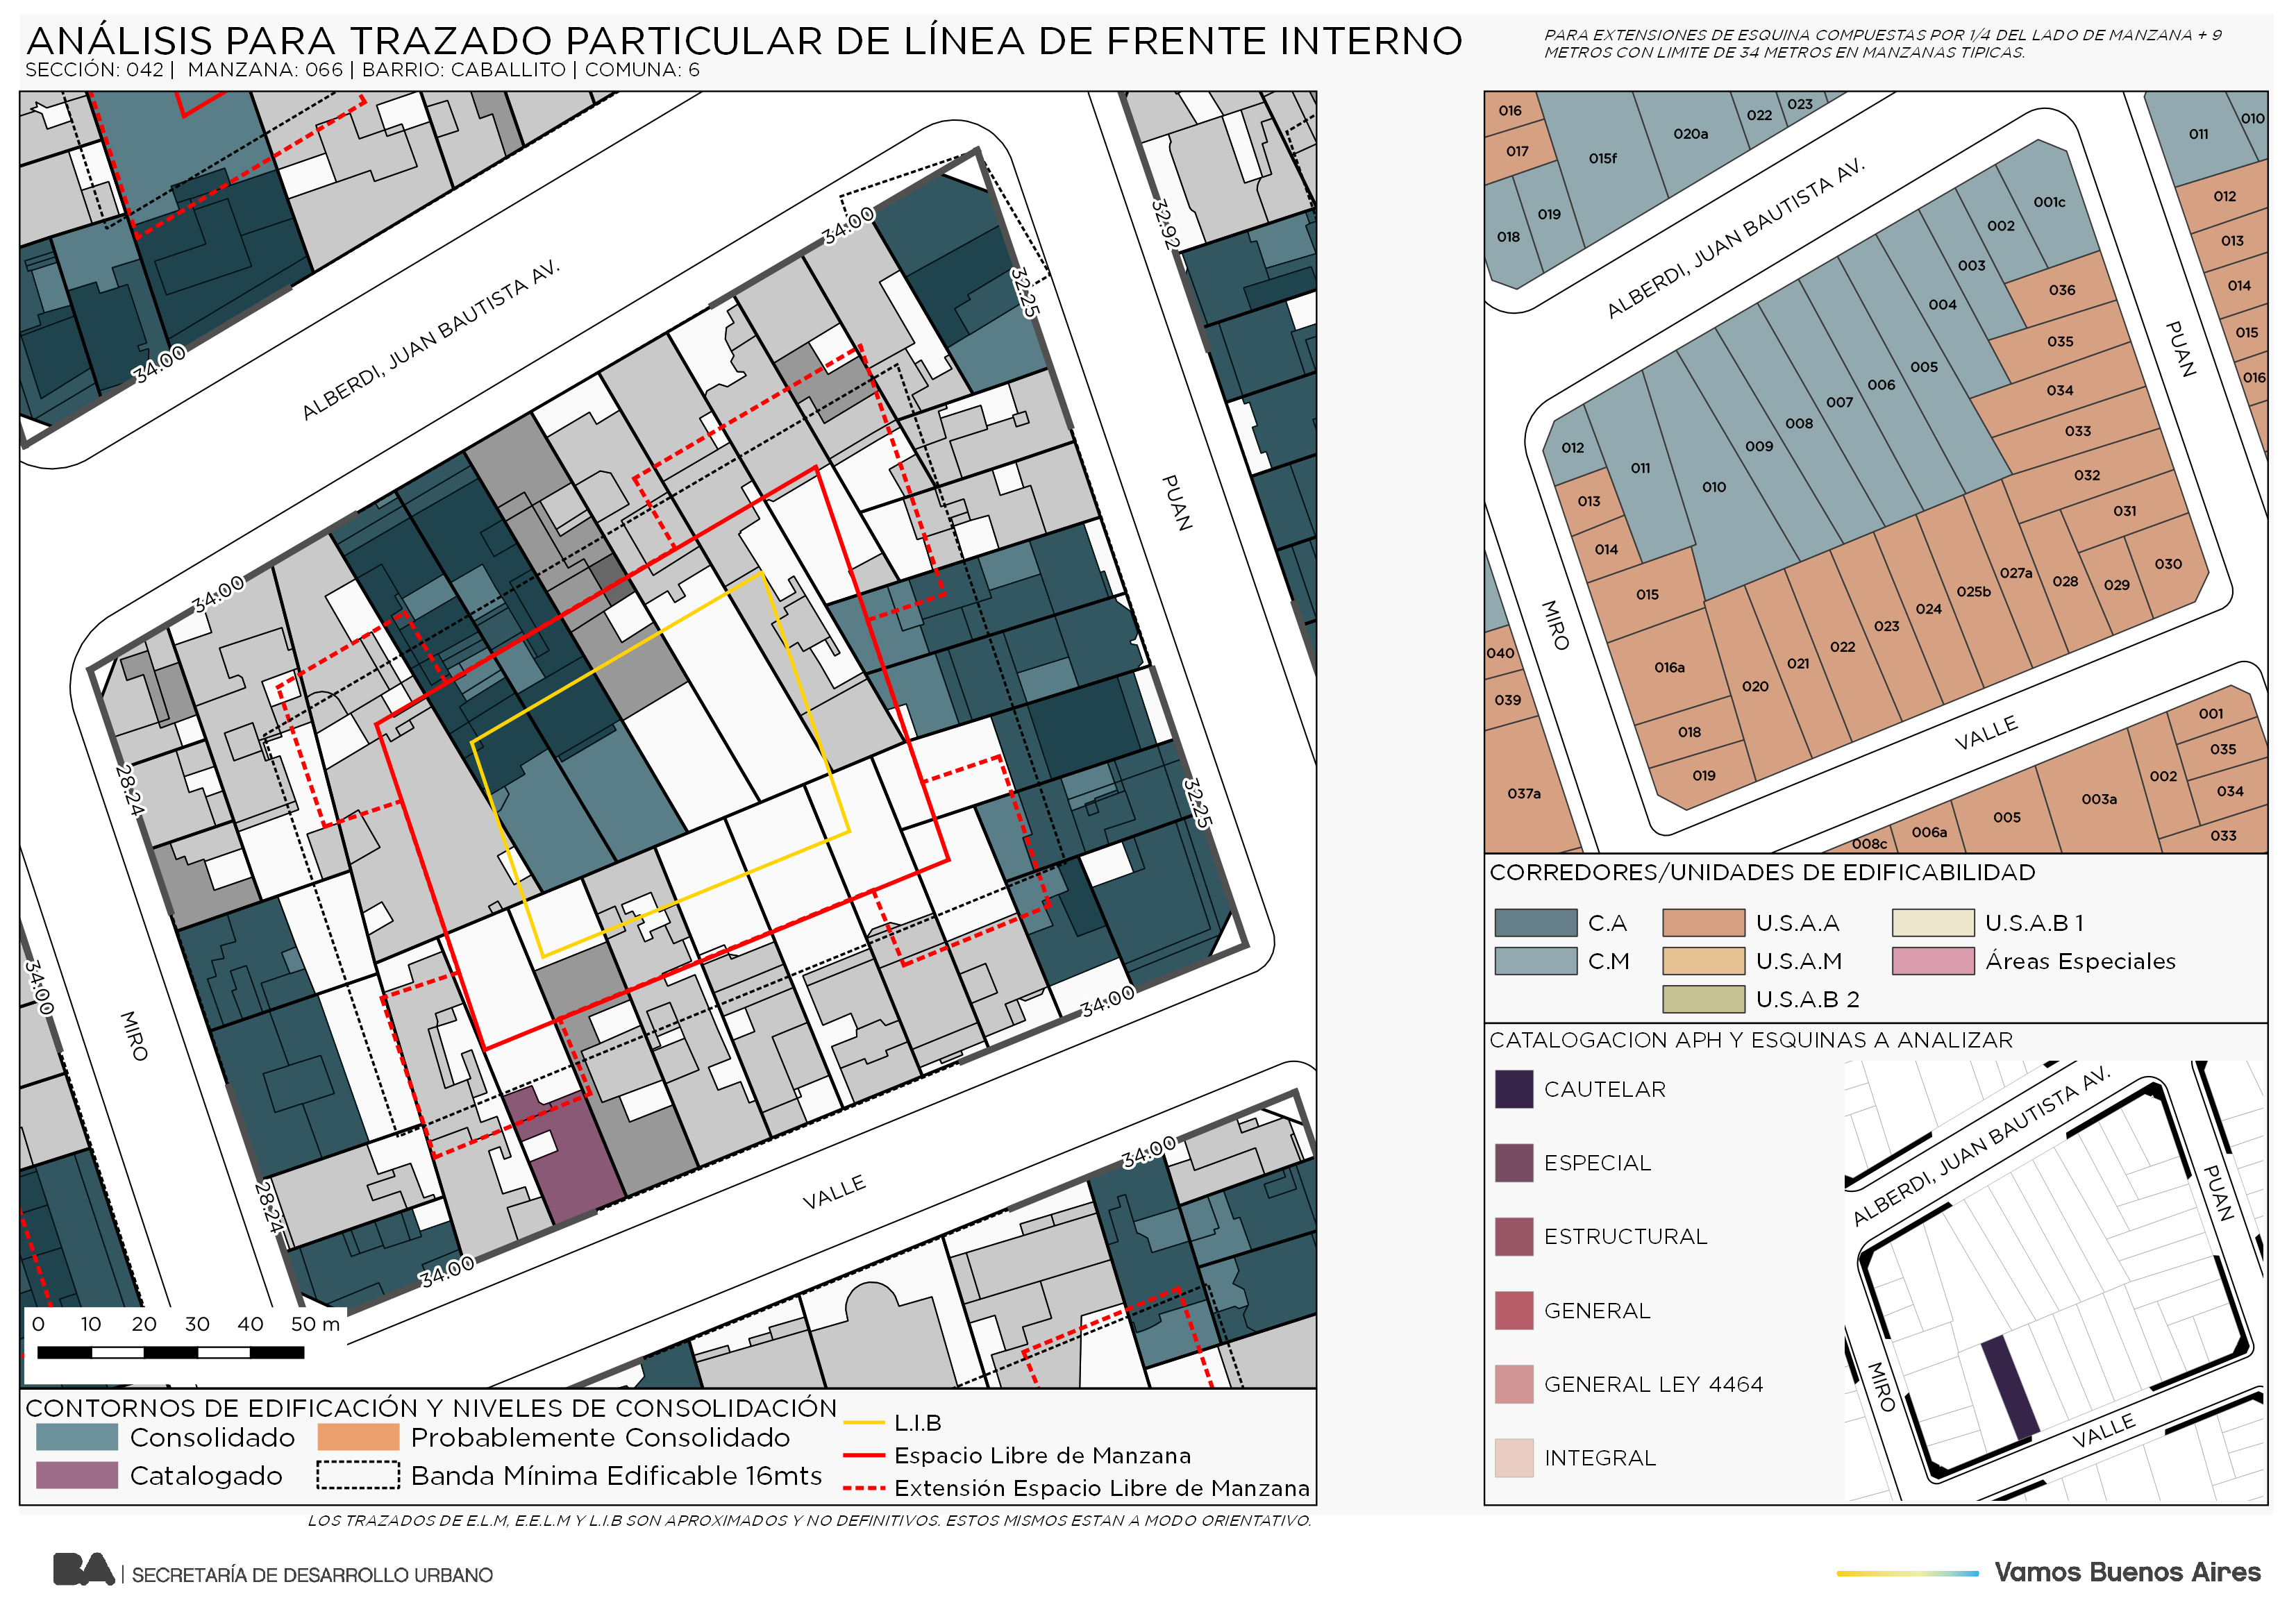 ANÁLISIS PARA TRAZADO PARTICULAR DE LÍNEA DE FRENTE INTERNO
SECCIÓN: 042 | MANZANA: 066 | BARRIO: CABALLITO | COMUNA: 6
PARA EXTENSIONES DE ESQUINA COMPUESTAS POR 1/4 DEL LADO DE MANZANA + 9
METROS CON LIMITE DE 34 METROS EN MANZANAS TIPICAS.
34.00
32.92
32.25
34.00
ALBERDI, JUAN BAUTISTA AV.
PUAN
34.00
28.24
32.25
34.00
MIRO
34.00
28.24
34.00
VALLE
34.00
0 10 20 30 40 50 m
CONTORNOS DE EDIFICACIÓN Y NIVELES DE CONSOLIDACIÓN
Consolidado
Probablemente Consolidado
Catalogado
Banda Mínima Edificable 16mts
L.I.B
Espacio Libre de Manzana
Extensión Espacio Libre de Manzana
LOS TRAZADOS DE E.L.M, E.E.L.M Y L.I.B SON APROXIMADOS Y NO DEFINITIVOS. ESTOS MISMOS ESTAN A MODO ORIENTATIVO.
016
017
018
019
015f
020a
022
023
011
010
012
013
014
015
016
ALBERDI, JUAN BAUTISTA AV.
PUAN
001c
002
003
004
005
006
007
008
009
010
011
012
013
014
015
016a
018
019
020
021
022
023
024
025b
027a
028
029
030
031
032
033
034
035
036
MIRO
VALLE
040
039
037a
008c
006a
005
003a
002
001
035
034
033
CORREDORES/UNIDADES DE EDIFICABILIDAD
C.A
U.S.A.A
U.S.A.B 1
C.M
U.S.A.M
Áreas Especiales
U.S.A.B 2
CATALOGACION APH Y ESQUINAS A ANALIZAR
CAUTELAR
ESPECIAL
ESTRUCTURAL
GENERAL
GENERAL LEY 4464
INTEGRAL
ALBERDI, JUAN BAUTISTA AV.
PUAN
MIRO
VALLE
BA | SECRETARÍA DE DESARROLLO URBANO
Vamos Buenos Aires